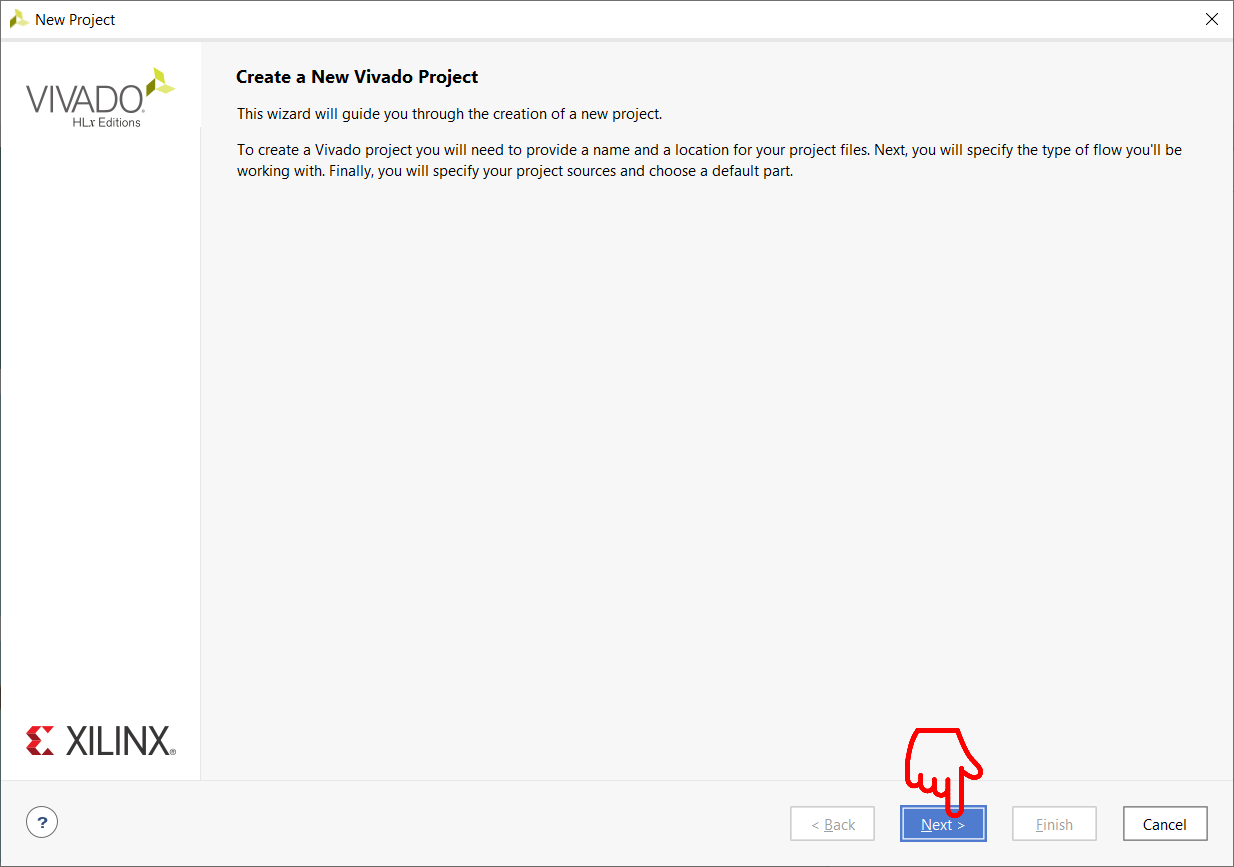 New Project
VIVADO.
HLx Editions
Create a New Vivado Project
This wizard will guide you through the creation of a new project.
To create a Vivado project you will need to provide a name and a location for your project files. Next, you will specify the type of flow you'll be
working with. Finally, you will specify your project sources and choose a default part.
XILINX®
?
< Back
Next >
Finish
Cancel